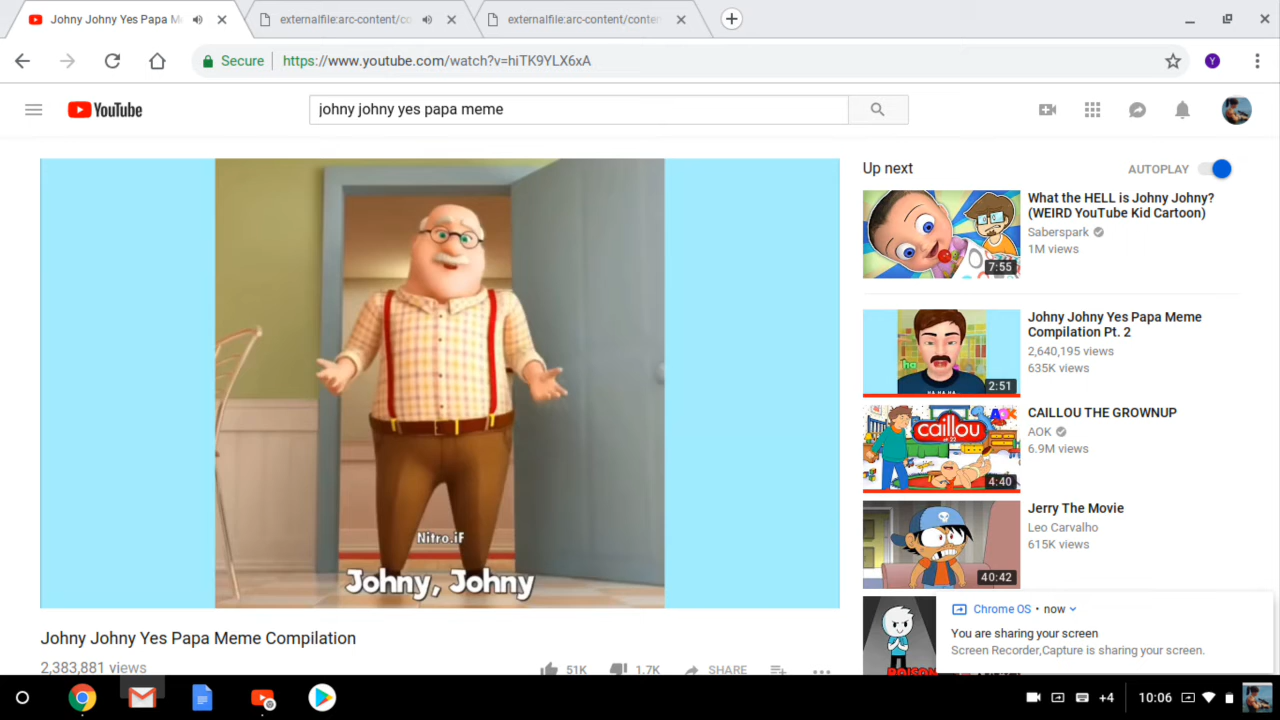 Johny Johny Yes Papa M
externalfile:arc-content/co
externalfile:arc-content/conten
Secure
https://www.youtube.com/watch?v=hiTK9YLX6xA
Y
YouTube
johny johny yes papa meme
Up next
AUTOPLAY
What the HELL is Johny Johny?
(WEIRD YouTube Kid Cartoon)
Saberspark
1M views
7:55
Johny Johny Yes Papa Meme
Compilation Pt. 2
2,640,195 views
635K views
ha
HA HA HA
2:51
CAILLOU THE GROWNUP
AOK
6.9M views
caillou
4:40
Jerry The Movie
Leo Carvalho
615K views
40:42
Nitro.iF
Johny, Johny
Chrome OS • now
You are sharing your screen
Screen Recorder,Capture is sharing your screen.
Johny Johny Yes Papa Meme Compilation
2,383,881 views
51K
1.7K
SHARE
+4
10:06